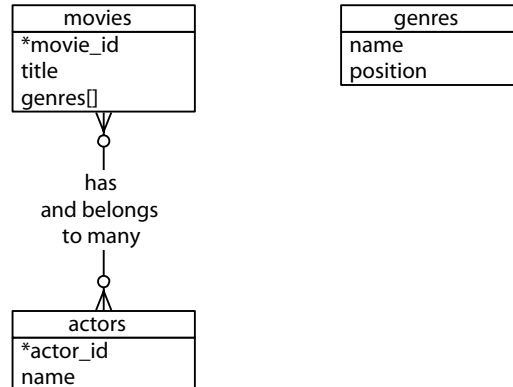 movies
*movie_id
title
genres[]
genres
name
position
has
and belongs
to many
actors
*actor_id
name